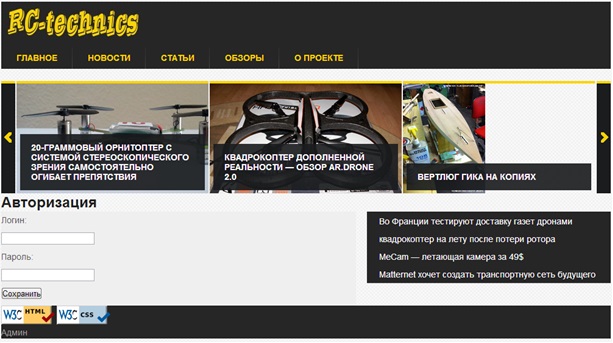 RC-technics
ГЛАВНОЕ НОВОСТИ СТАТЬИ ОБЗОРЫ О ПРОЕКТЕ
20-ГРАММОВЫЙ ОРНИТОПТЕР С
СИСТЕМОЙ СТЕРЕОСКОПИЧЕСКОГО
ЗРЕНИЯ САМОСТОЯТЕЛЬНО
ОГИБАЕТ ПРЕПЯТСТВИЯ
КВАДРОКОПТЕР ДОПОЛНЕННОЙ
РЕАЛЬНОСТИ — ОБЗОР AR.DRONE
2.0
ВЕРТЛЮГ ГИКА НА КОПИЯХ
Авторизация
Логин:
Пароль:
Сохранить
Во Франции тестируют доставку газет дронами
квадрокоптер на лету после потери ротора
MeCam — летающая камера за 49$
Matternet хочет создать транспортную сеть будущего
W3C HTML W3C CSS
Админ